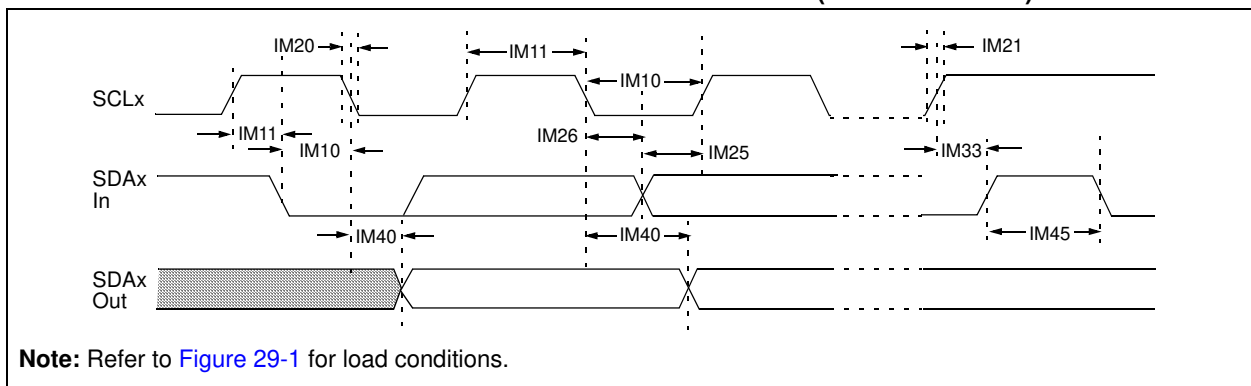 IM20
IM11
IM21
IM10
SCLx
IM11
IM26
IM10
IM25
IM33
SDAx
In
IM40
IM40
IM45
SDAx
Out
Note: Refer to Figure 29-1 for load conditions.